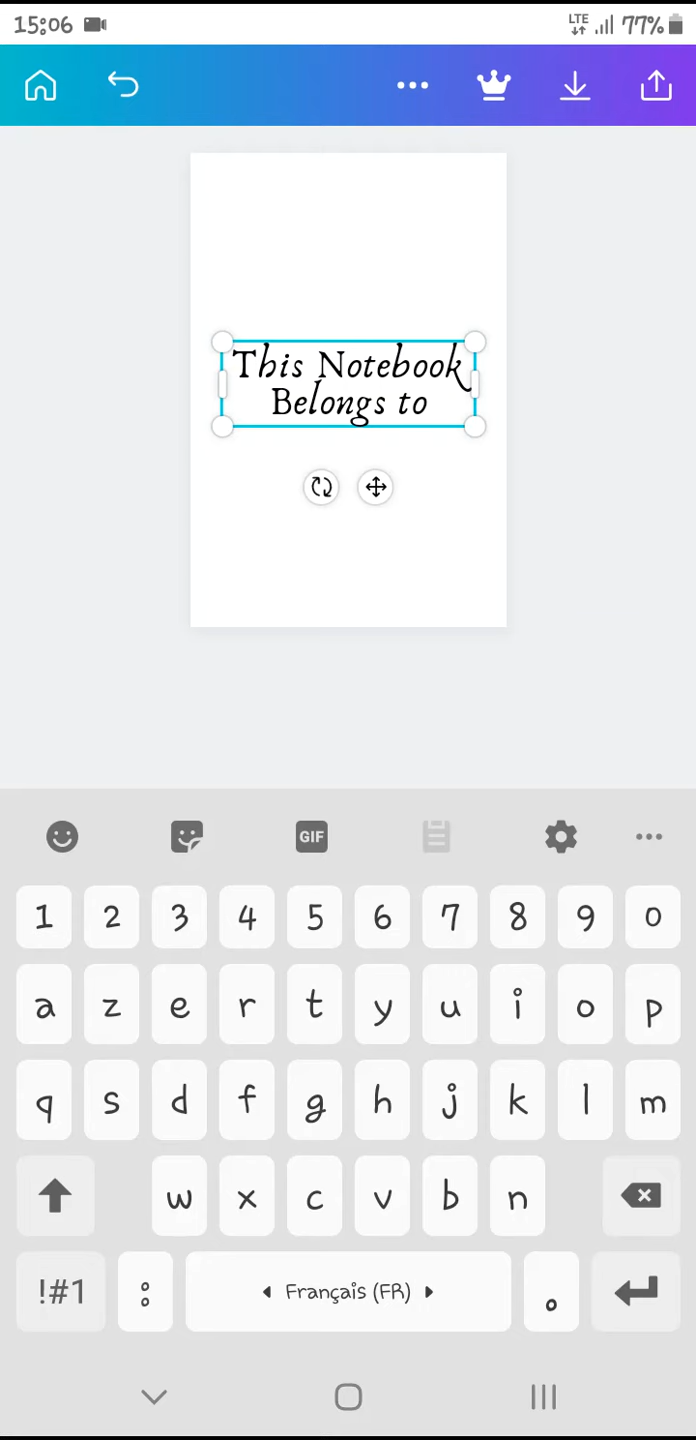 15:06
LTE
77%
This Notebook
Belongs to
GIF
1 2 3 4 5 6 7 8 9 0
a z e r t y u i o p
q s d f g h j k l m
w x c v b n
!#1 : Français (FR) .